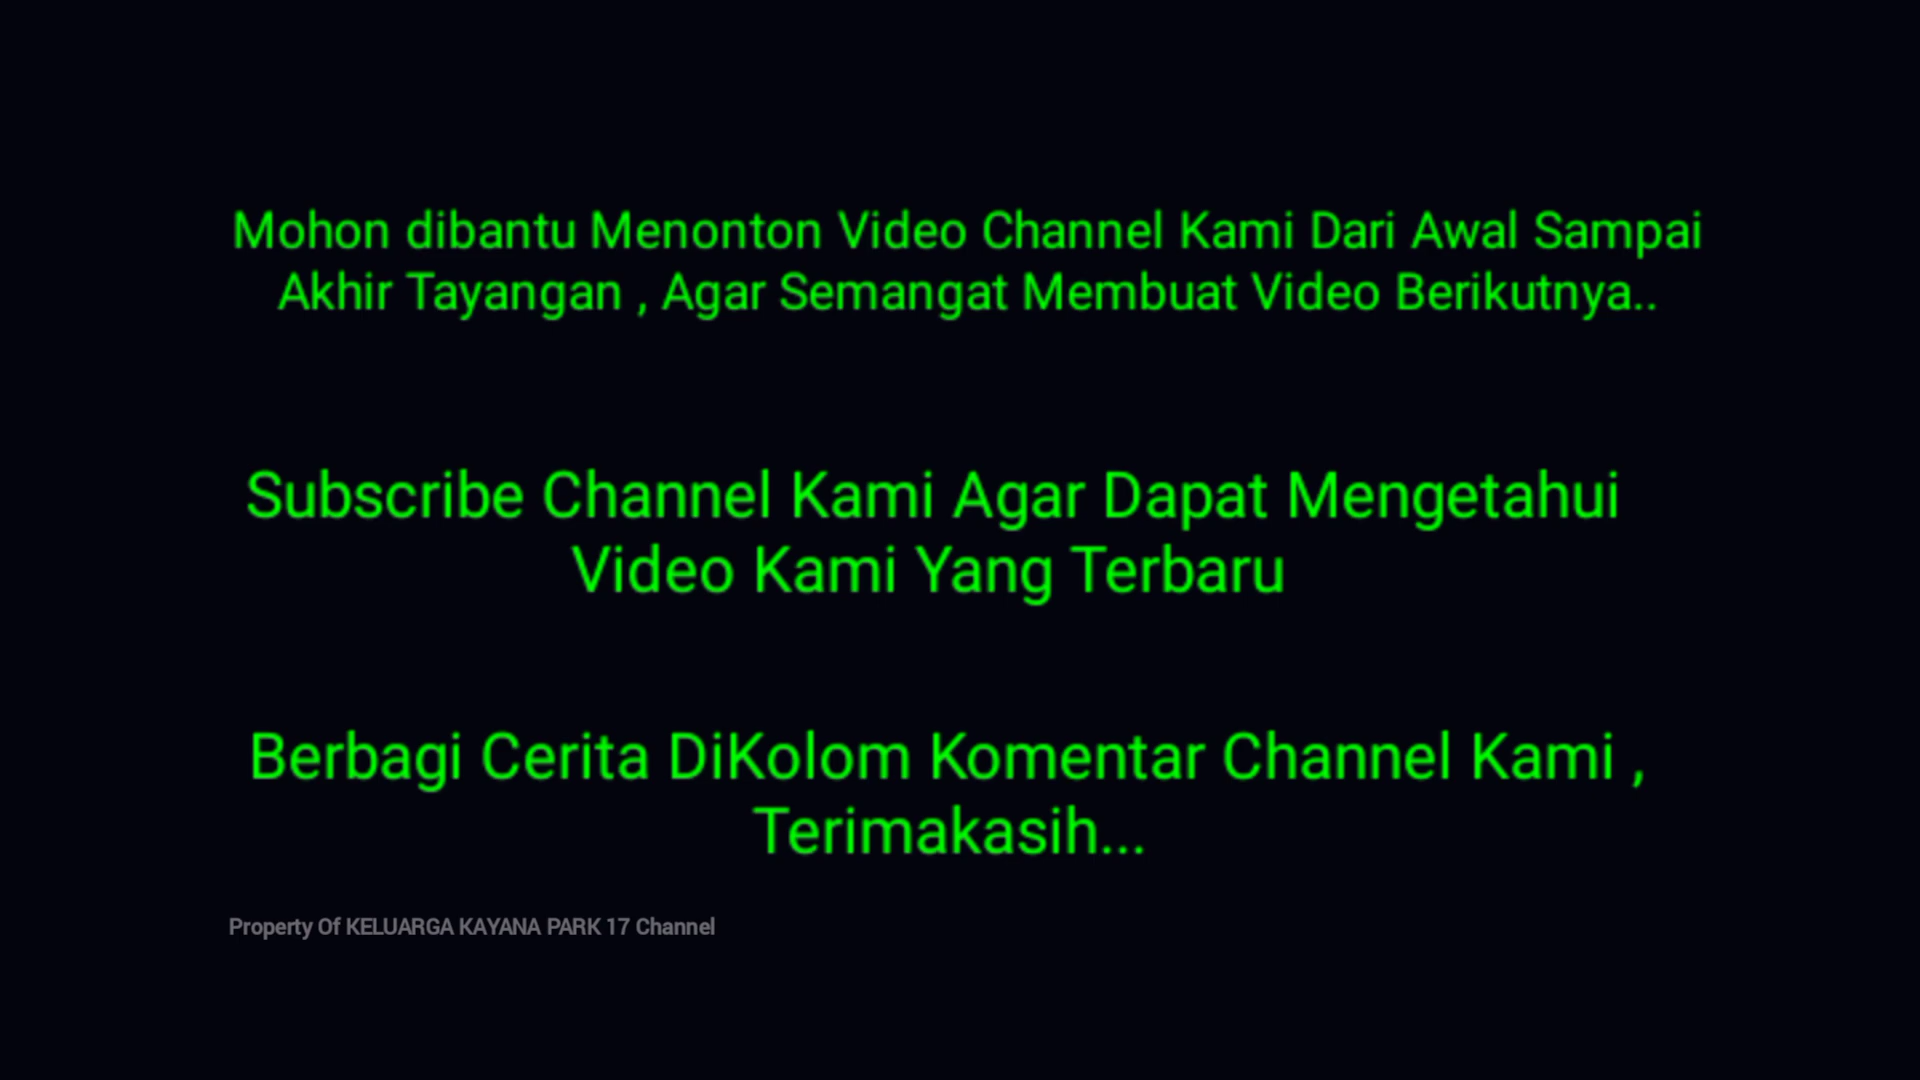 Mohon dibantu Menonton Video Channel Kami Dari Awal Sampai
Akhir Tayangan , Agar Semangat Membuat Video Berikutnya..
Subscribe Channel Kami Agar Dapat Mengetahui
Video Kami Yang Terbaru
Berbagi Cerita DiKolom Komentar Channel Kami ,
Terimakasih...
Property Of KELUARGA KAYANA PARK 17 Channel